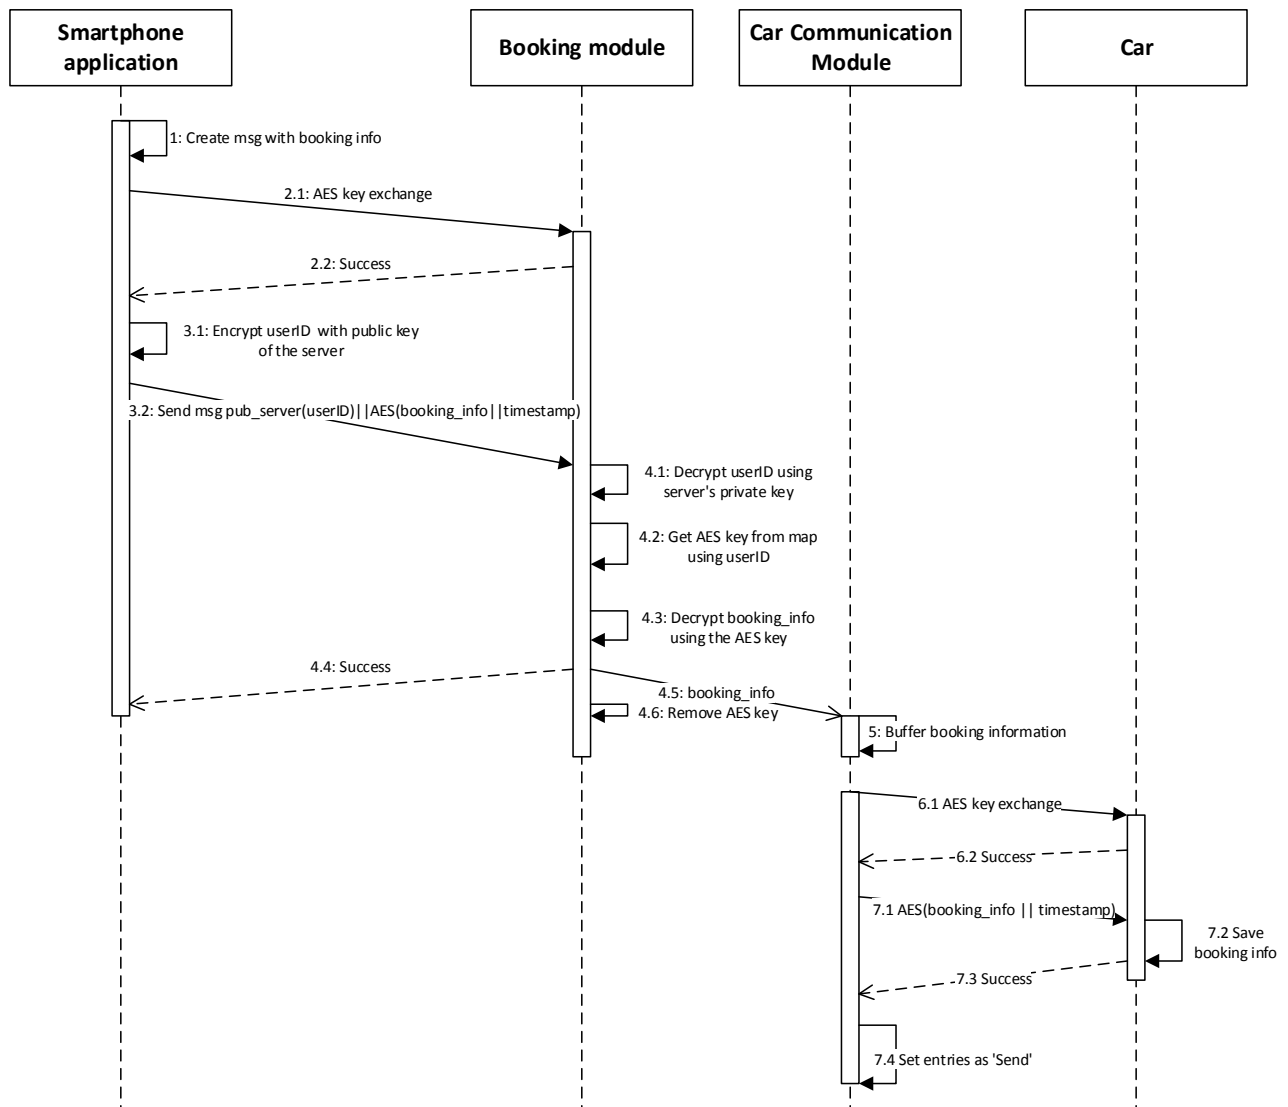 Smartphone
application
Booking module
Car Communication
Module
Car
1: Create msg with booking info
2.1: AES key exchange
2.2: Success
3.1: Encrypt userID with public key
of the server
3.2: Send msg pub_server(userID)||AES(booking_info||timestamp)
4.1: Decrypt userID using
server's private key
4.2: Get AES key from map
using userID
4.3: Decrypt booking_info
using the AES key
4.4: Success
4.5: booking_info
4.6: Remove AES key
5: Buffer booking information
6.1 AES key exchange
6.2 Success
7.1 AES(booking_info || timestamp)
7.2 Save
booking info
7.3 Success
7.4 Set entries as 'Send'